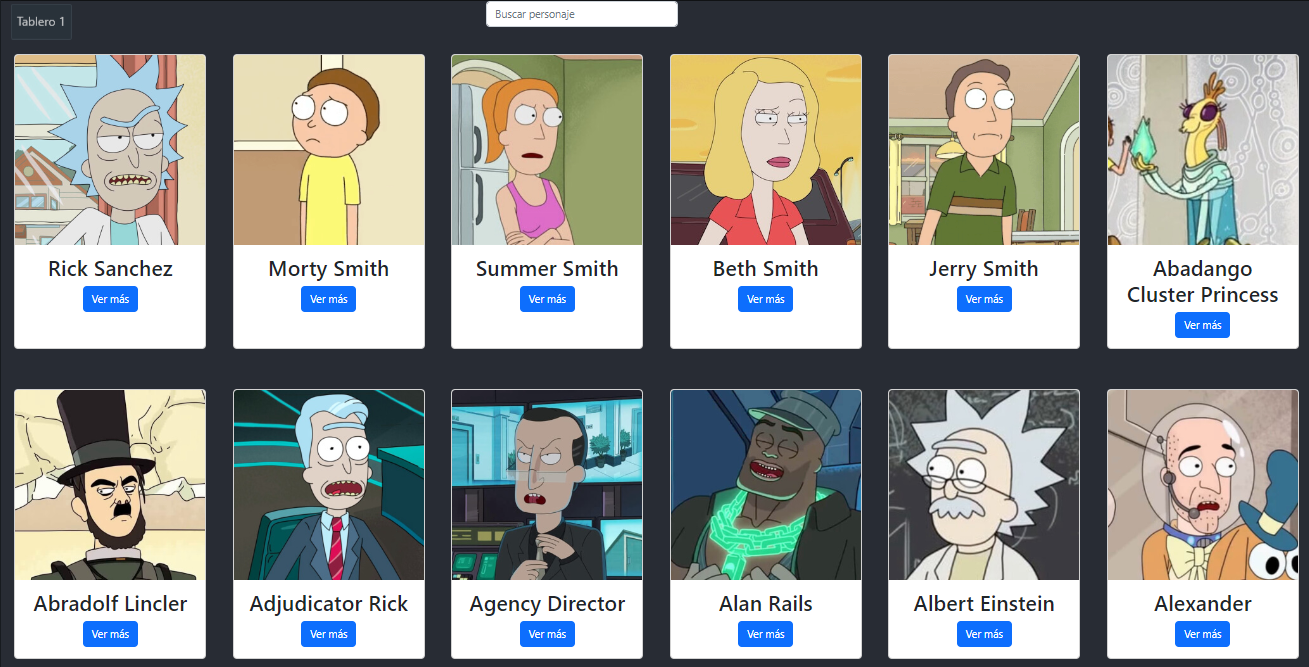 Tablero 1
Buscar personaje
Rick Sanchez
Ver más
Morty Smith
Ver más
Summer Smith
Ver más
Beth Smith
Ver más
Jerry Smith
Ver más
Abadango
Cluster Princess
Ver más
Abradolf Lincler
Ver más
Adjudicator Rick
Ver más
Agency Director
Ver más
Alan Rails
Ver más
Albert Einstein
Ver más
Alexander
Ver más